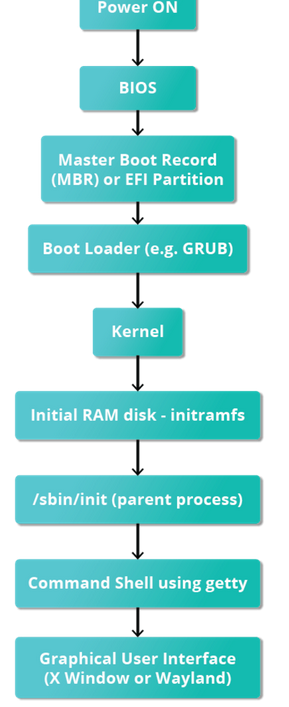 Power ON
BIOS
Master Boot Record
(MBR) or EFI Partition
Boot Loader (e.g. GRUB)
Kernel
Initial RAM disk - initramfs
/sbin/init (parent process)
Command Shell using getty
Graphical User Interface
(X Window or Wayland)